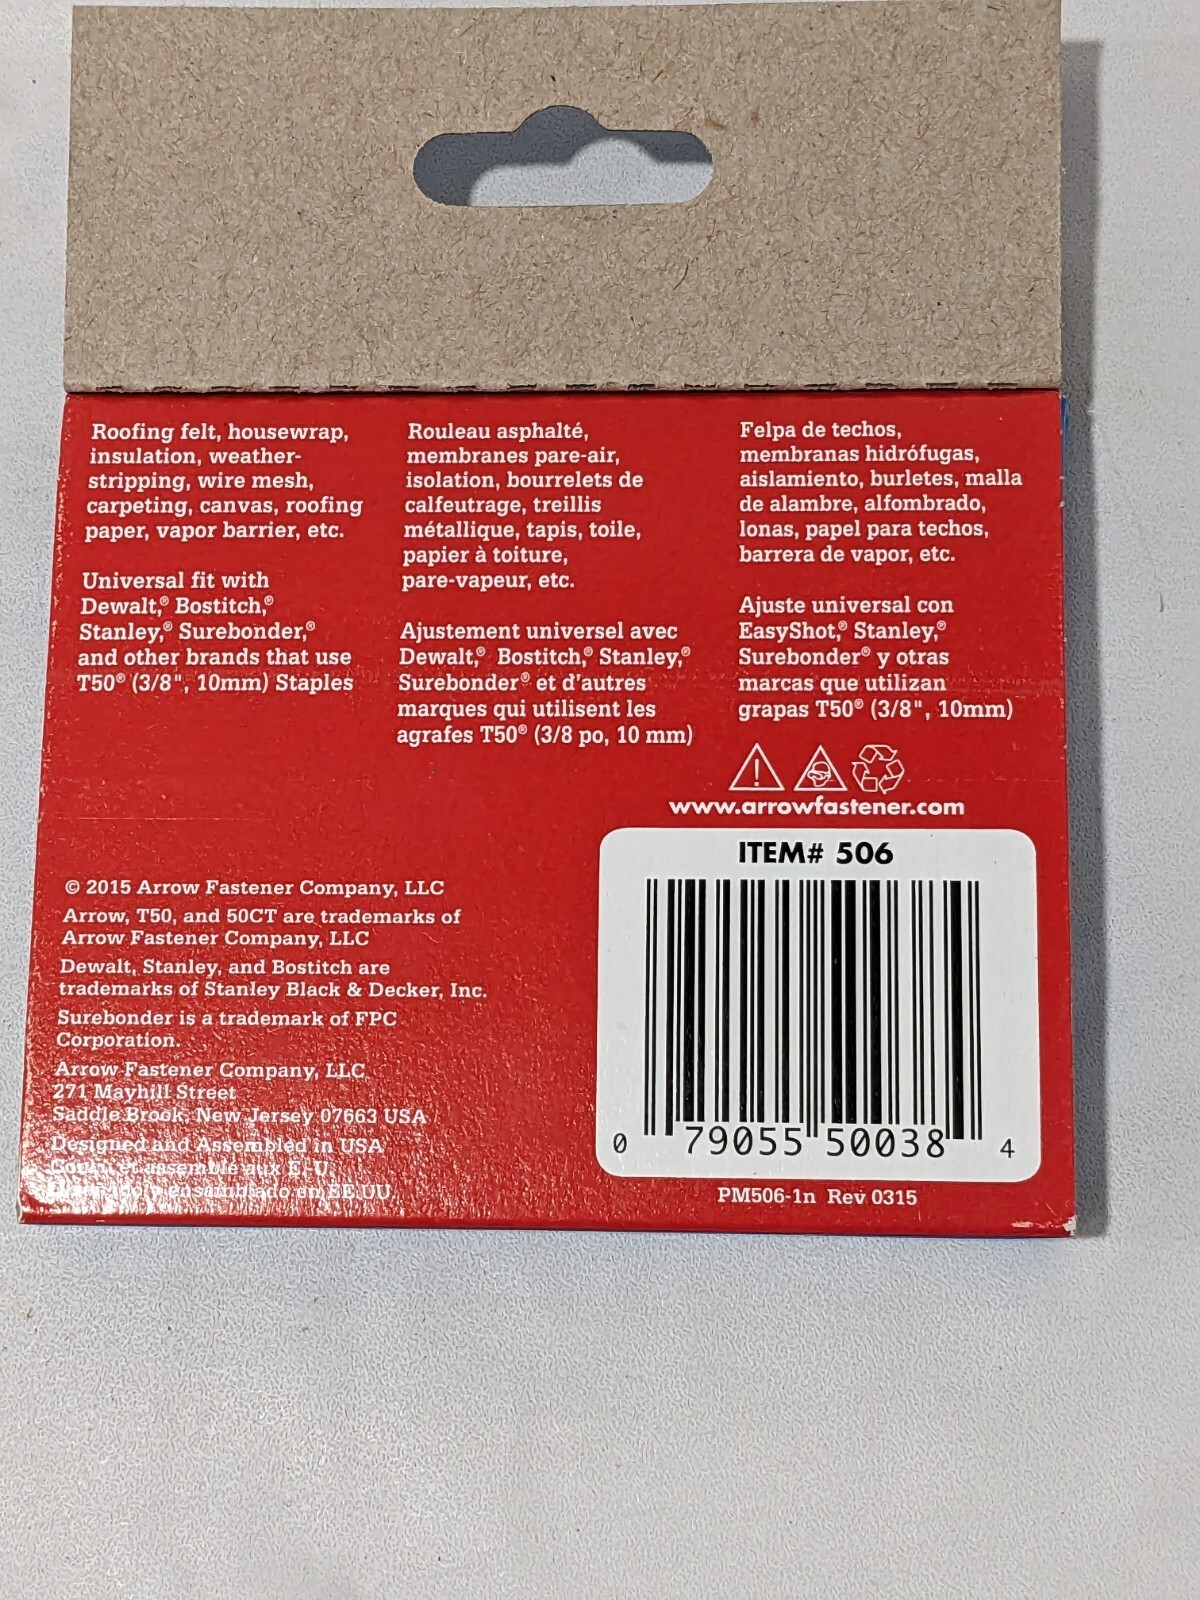 Roofing felt, housewrap,
insulation, weather-
stripping, wire mesh,
carpeting, canvas, roofing
paper, vapor barrier, etc.
Universal fit with
Dewalt,® Bostitch,®
Stanley,® Surebonder,®
and other brands that use
T50® (3/8", 10mm) Staples
Rouleau asphalté,
membranes pare-air,
isolation, bourrelets de
calfeutrage, treillis
métallique, tapis, toile,
papier à toiture,
pare-vapeur, etc.
Ajustement universel avec
Dewalt,® Bostitch,® Stanley,®
Surebonder® et d'autres
marques qui utilisent les
agrafes T50® (3/8 po, 10 mm)
Felpa de techos,
membranas hidrófugas,
aislamiento, burletes, malla
de alambre, alfombrado,
lonas, papel para techos,
barrera de vapor, etc.
Ajuste universal con
EasyShot,® Stanley,®
Surebonder® y otras
marcas que utilizan
grapas T50® (3/8", 10mm)
www.arrowfastener.com
ITEM# 506
0 79055 50038 4
PM506-1n Rev 0315
© 2015 Arrow Fastener Company, LLC
Arrow, T50, and 50CT are trademarks of
Arrow Fastener Company, LLC
Dewalt, Stanley, and Bostitch are
trademarks of Stanley Black & Decker, Inc.
Surebonder is a trademark of FPC
Corporation.
Arrow Fastener Company, LLC
271 Mayhill Street
Saddle Brook, New Jersey 07663 USA
Designed and Assembled in USA
et assemblé aux É.-U.
y ensamblado en EE.UU.